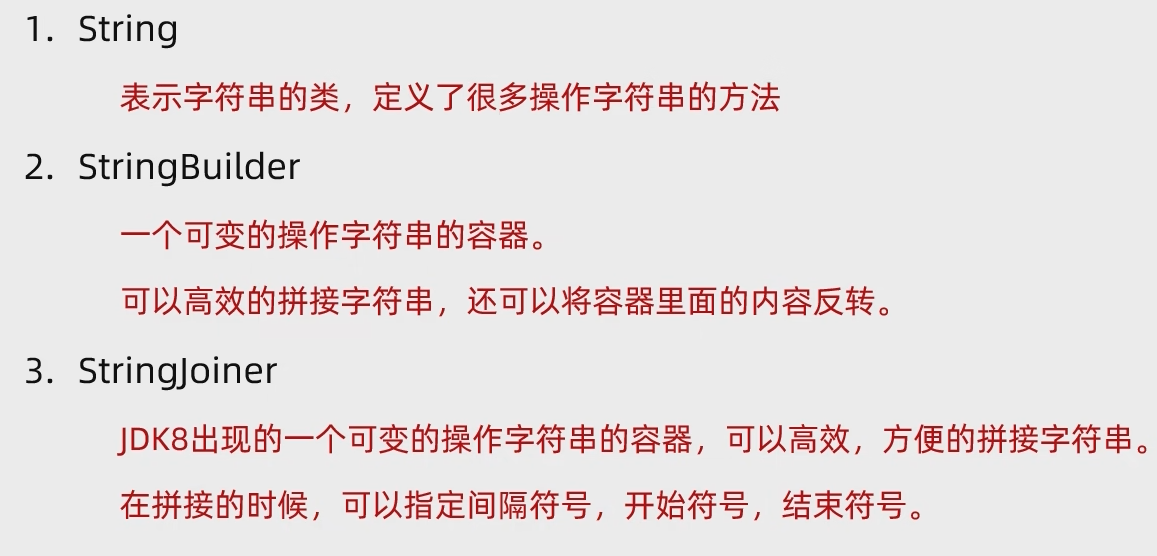 1. String
表示字符串的类，定义了很多操作字符串的方法
2. StringBuilder
一个可变的操作字符串的容器。
可以高效的拼接字符串，还可以将容器里面的内容反转。
3. StringJoiner
JDK8出现的一个可变的操作字符串的容器，可以高效，方便的拼接字符串。
在拼接的时候，可以指定间隔符号，开始符号，结束符号。